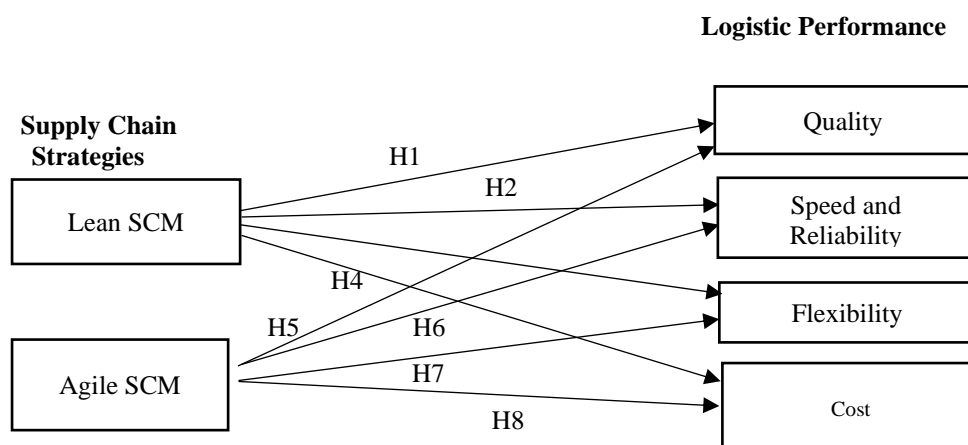 Logistic Performance
Supply Chain
Strategies
Quality
H1
H2
Lean SCM
Speed and
Reliability
H4
Flexibility
H5
H6
Agile SCM
H7
Cost
H8